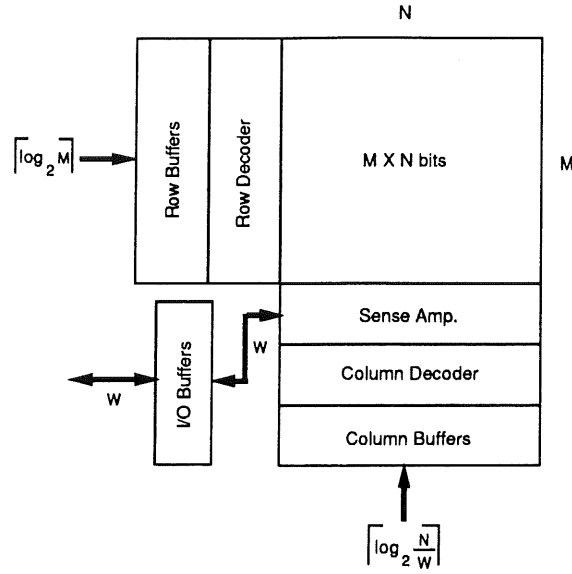 N
Row Buffers
Row Decoder
M X N bits
⌈log₂ M⌉
M
Sense Amp.
W
I/O Buffers
W
Column Decoder
Column Buffers
⌈log₂ N/W⌉